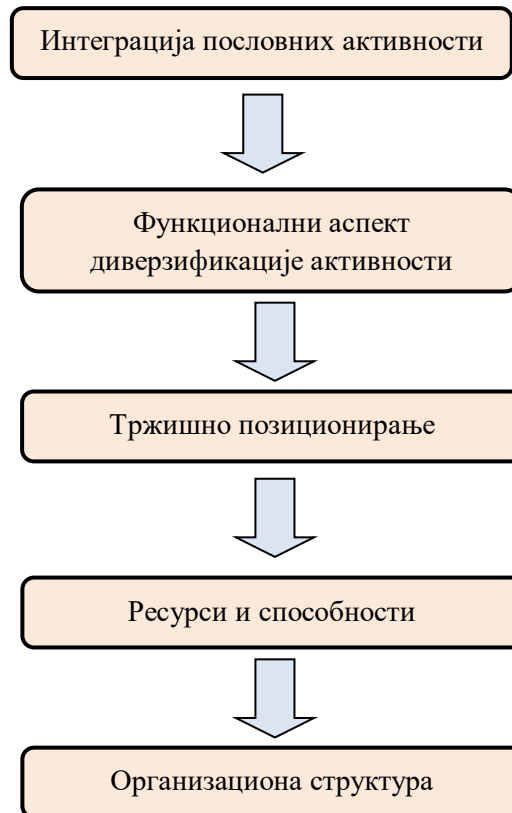 Интеграција пословних активности
Функционални аспект
диверзификације активности
Тржишно позиционирање
Ресурси и способности
Организациона структура